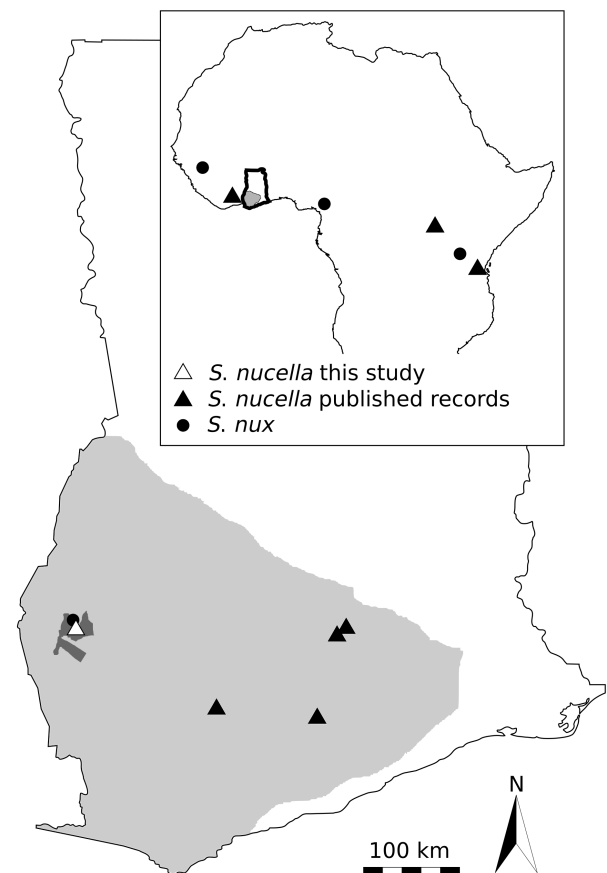 S. nucella this study
S. nucella published records
S. nux
N
100 km